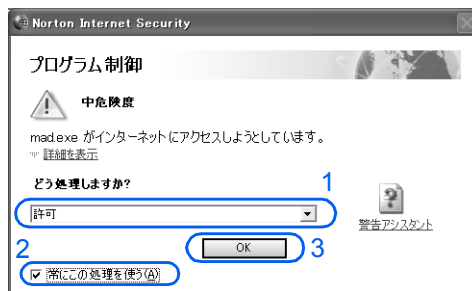 Norton Internet Security
プログラム制御
中危険度
mad.exe がインターネットにアクセスしようとしています。
詳細を表示
どう処理しますか?
1
許可
警告アシスタント
2
OK
3
常にこの処理を使う(A)